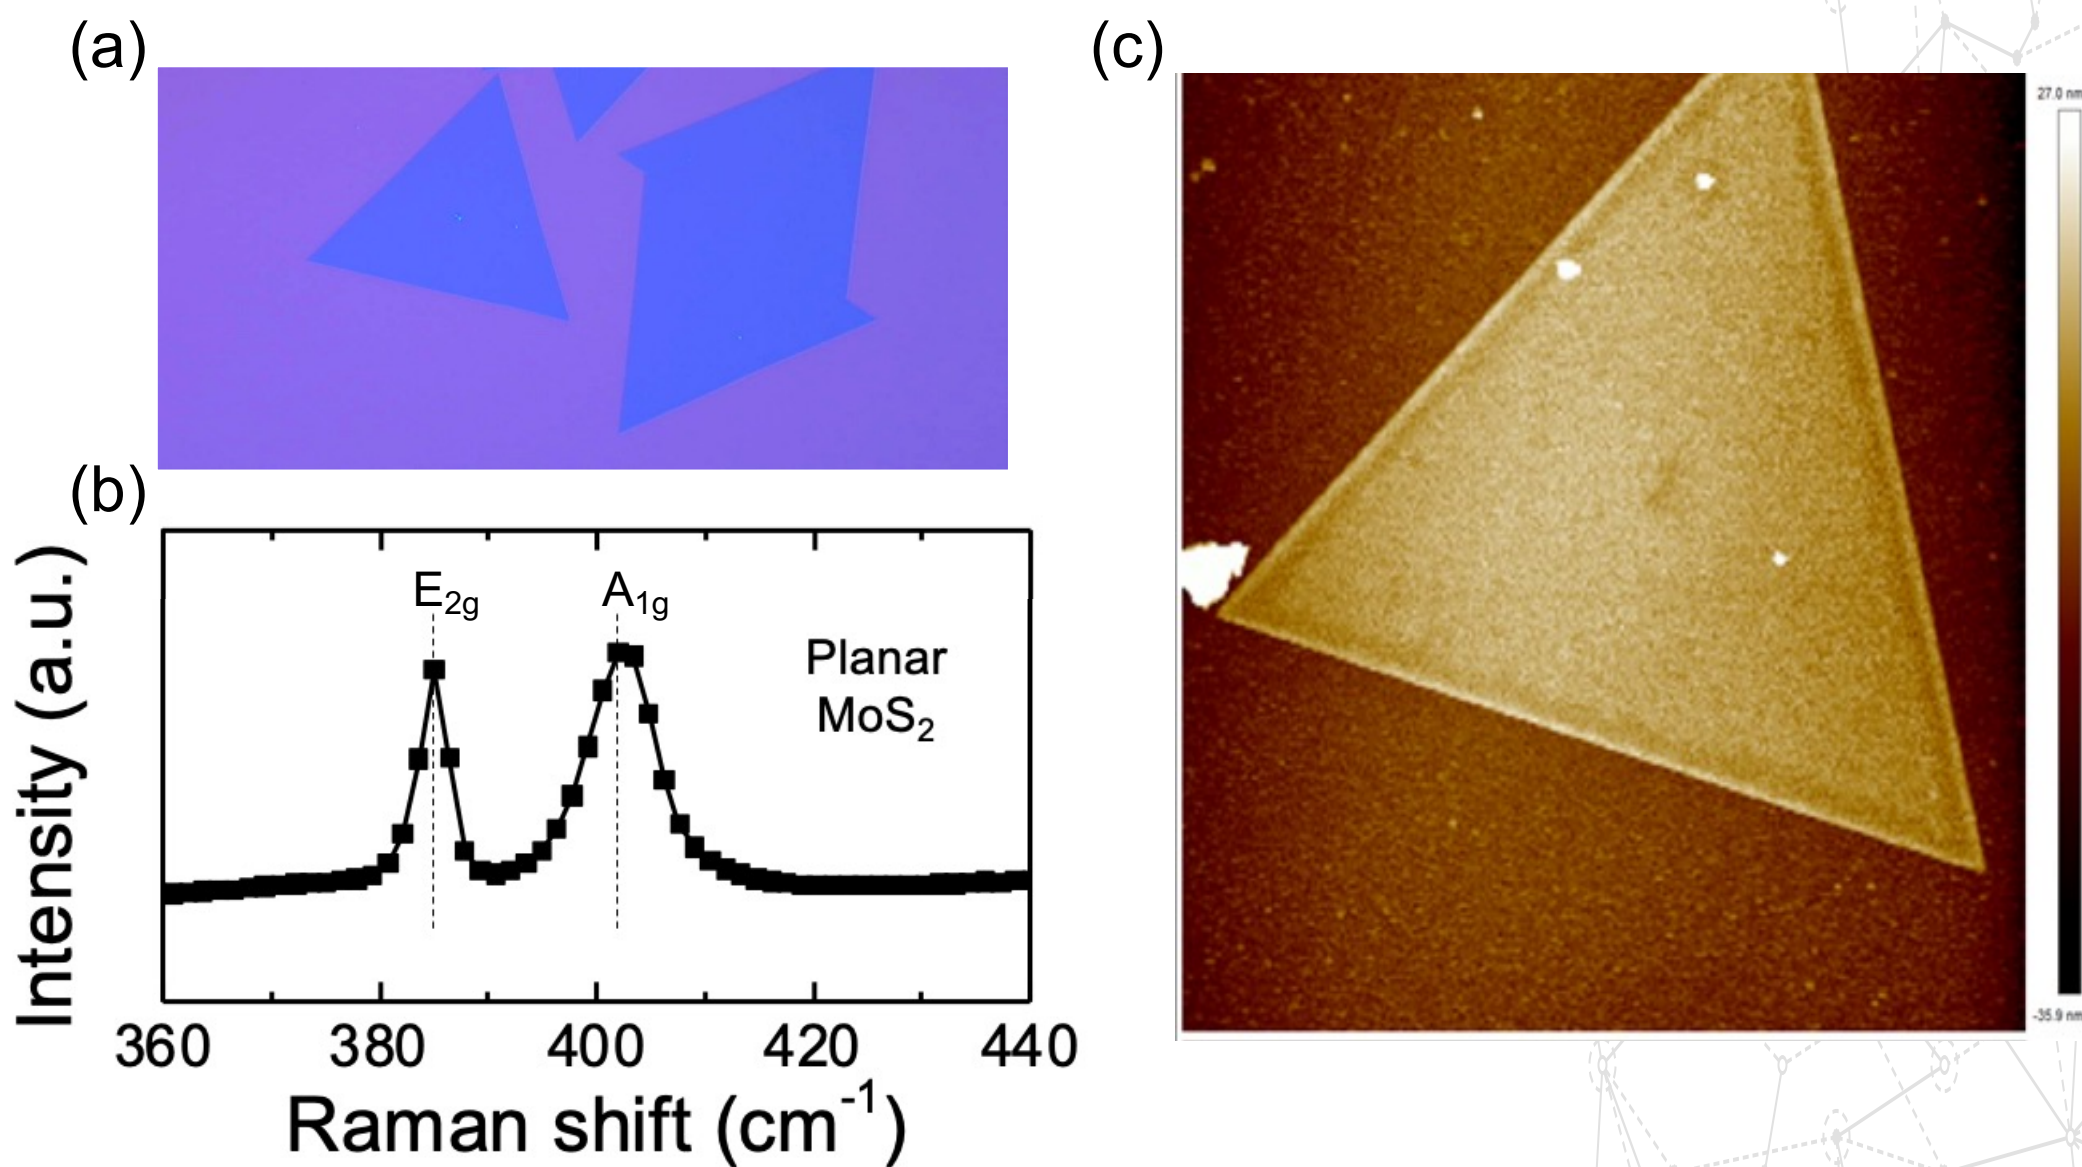 (a)
(c)
27.0 nm
(b)
E2g
A1g
Planar
MoS2
Intensity (a.u.)
-35.9 nm
360 380 400 420 440
Raman shift (cm-1)